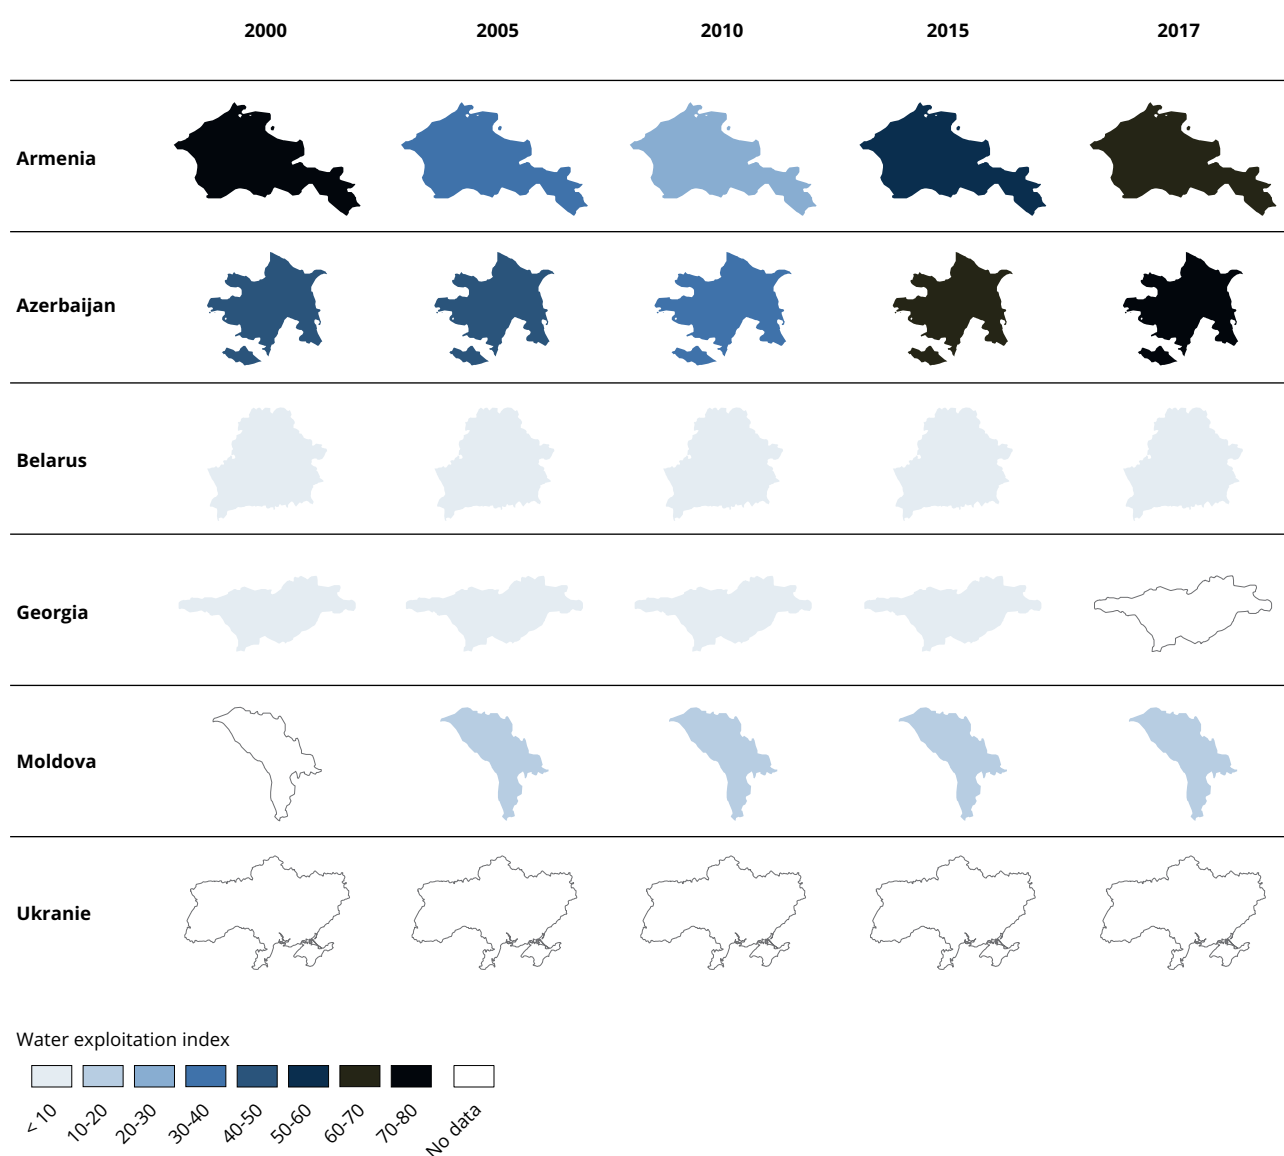 2000 2005 2010 2015 2017
Armenia
Azerbaijan
Belarus
Georgia
Moldova
Ukranie
Water exploitation index
< 10 10-20 20-30 30-40 40-50 50-60 60-70 70-80 No data